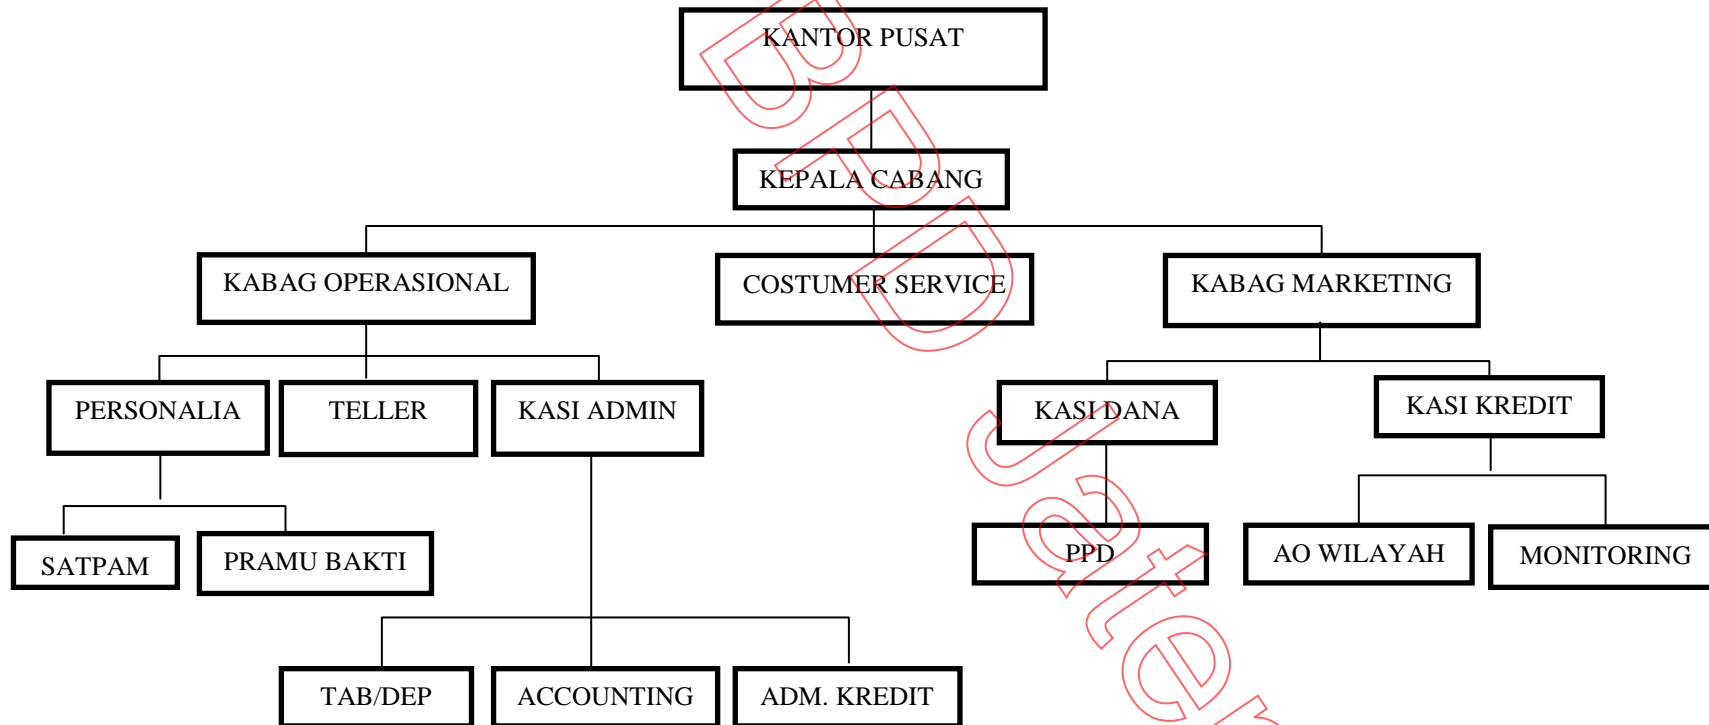 KANTOR PUSAT
KEPALA CABANG
KABAG OPERASIONAL
COSTUMER SERVICE
KABAG MARKETING
PERSONALIA
TELLER
KASI ADMIN
KASI DANA
KASI KREDIT
SATPAM
PRAMU BAKTI
PPD
AO WILAYAH
MONITORING
TAB/DEP
ACCOUNTING
ADM. KREDIT
BPD